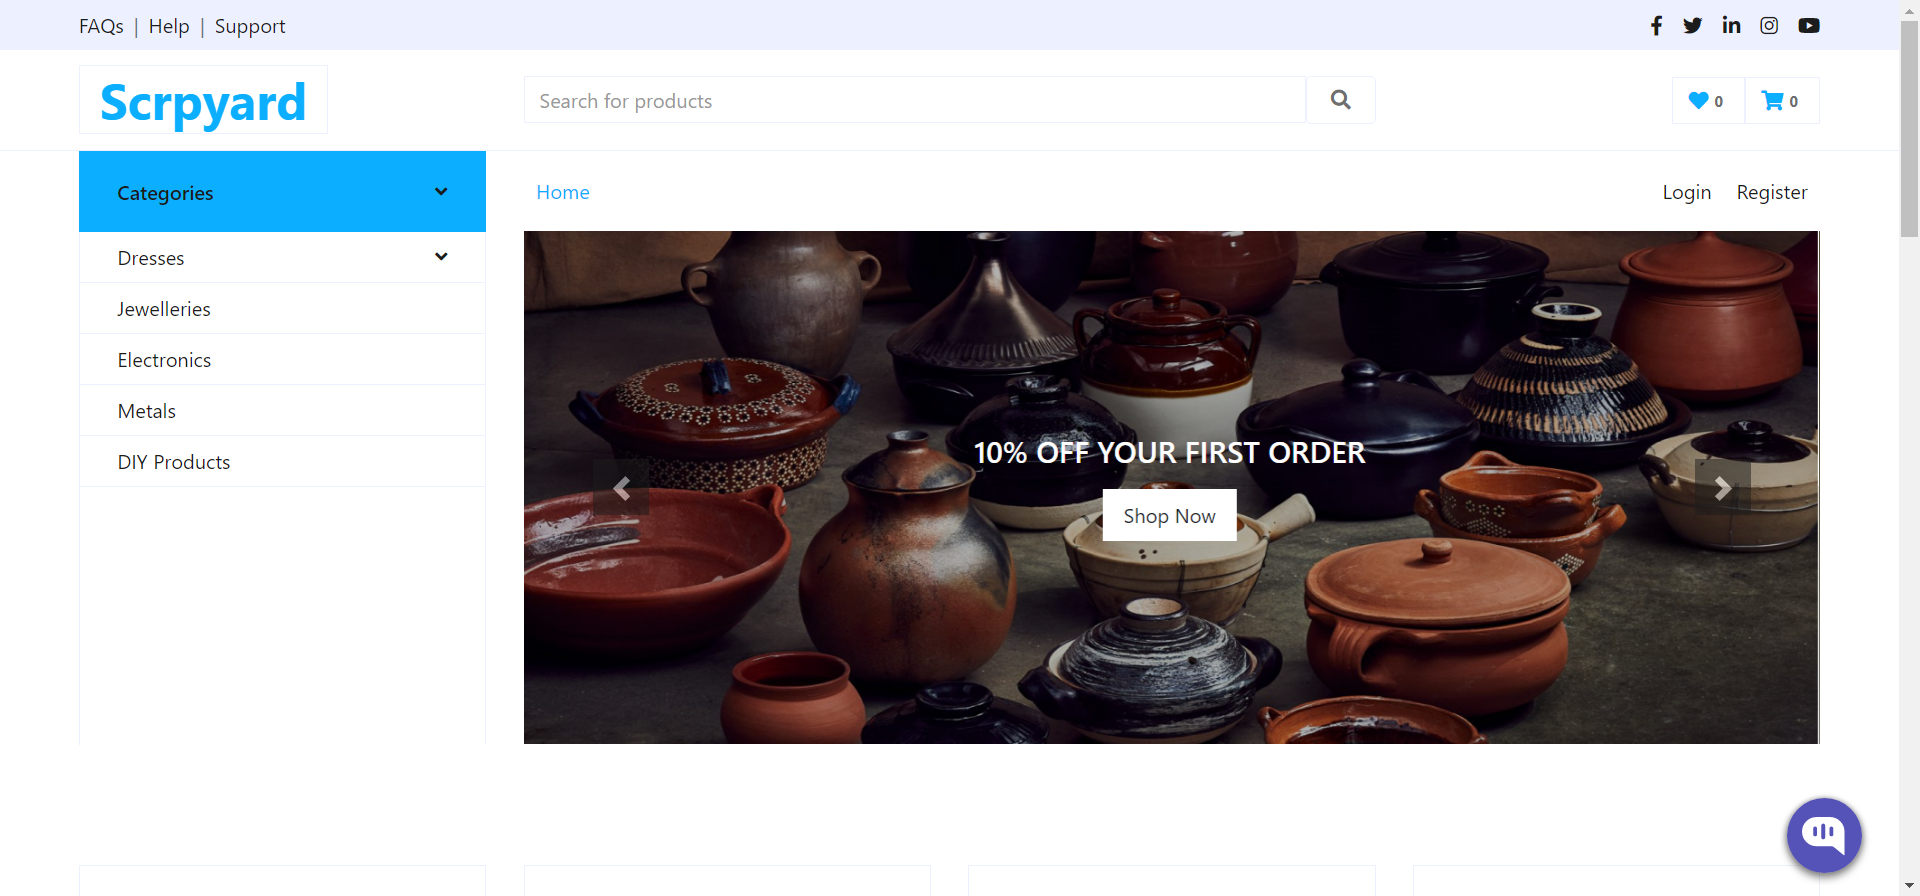 FAQs | Help | Support
Scrpyard
Search for products
0
0
Categories
Home
Login
Register
Dresses
Jewelleries
Electronics
Metals
DIY Products
10% OFF YOUR FIRST ORDER
Shop Now